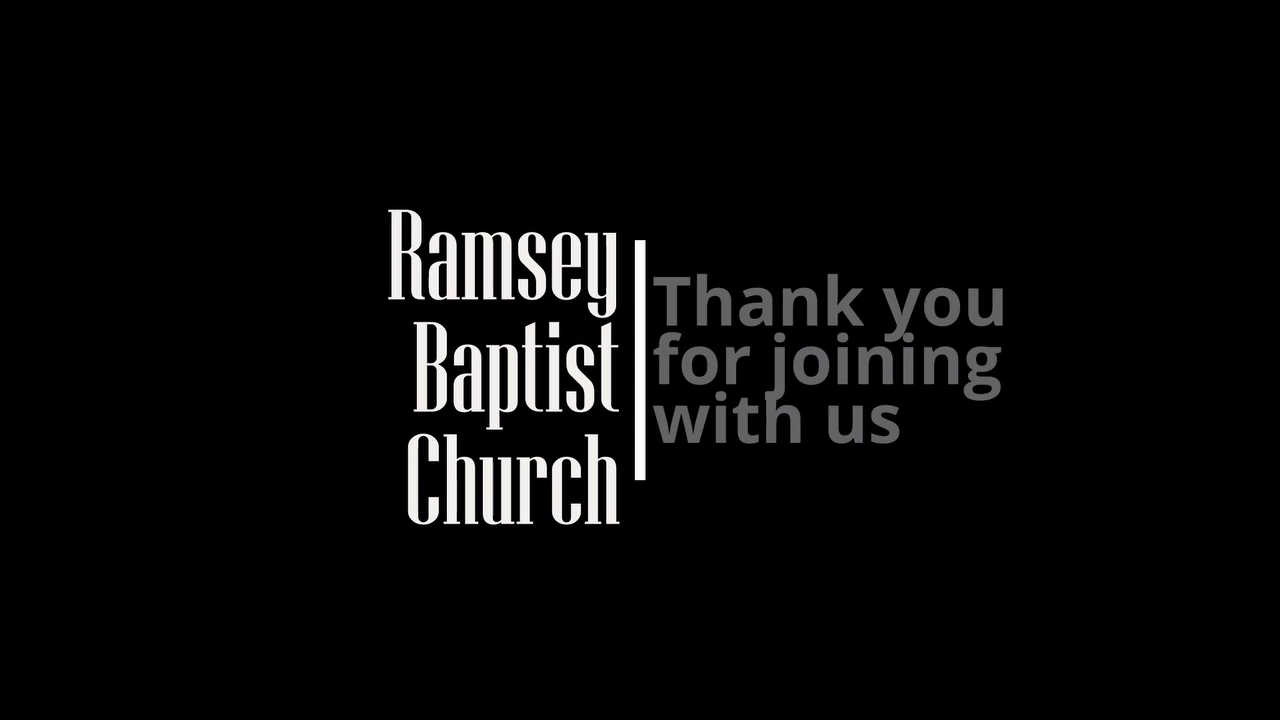 Ramsey
Baptist
Church
Thank you
for joining
with us